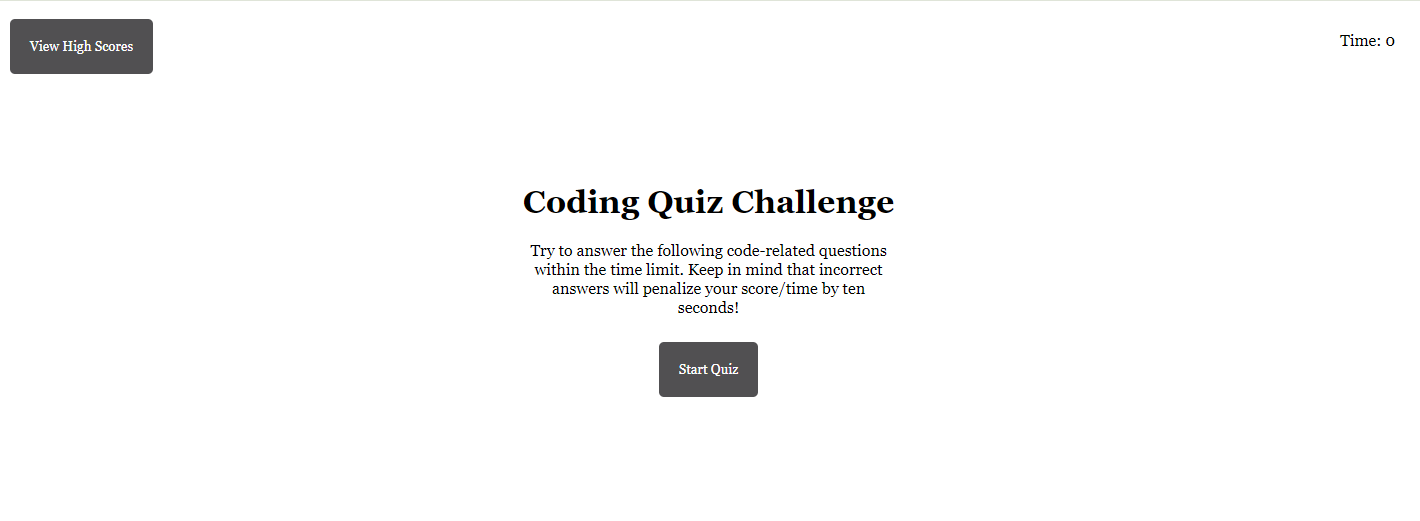 View High Scores
Time: 0
Coding Quiz Challenge
Try to answer the following code-related questions
within the time limit. Keep in mind that incorrect
answers will penalize your score/time by ten
seconds!
Start Quiz